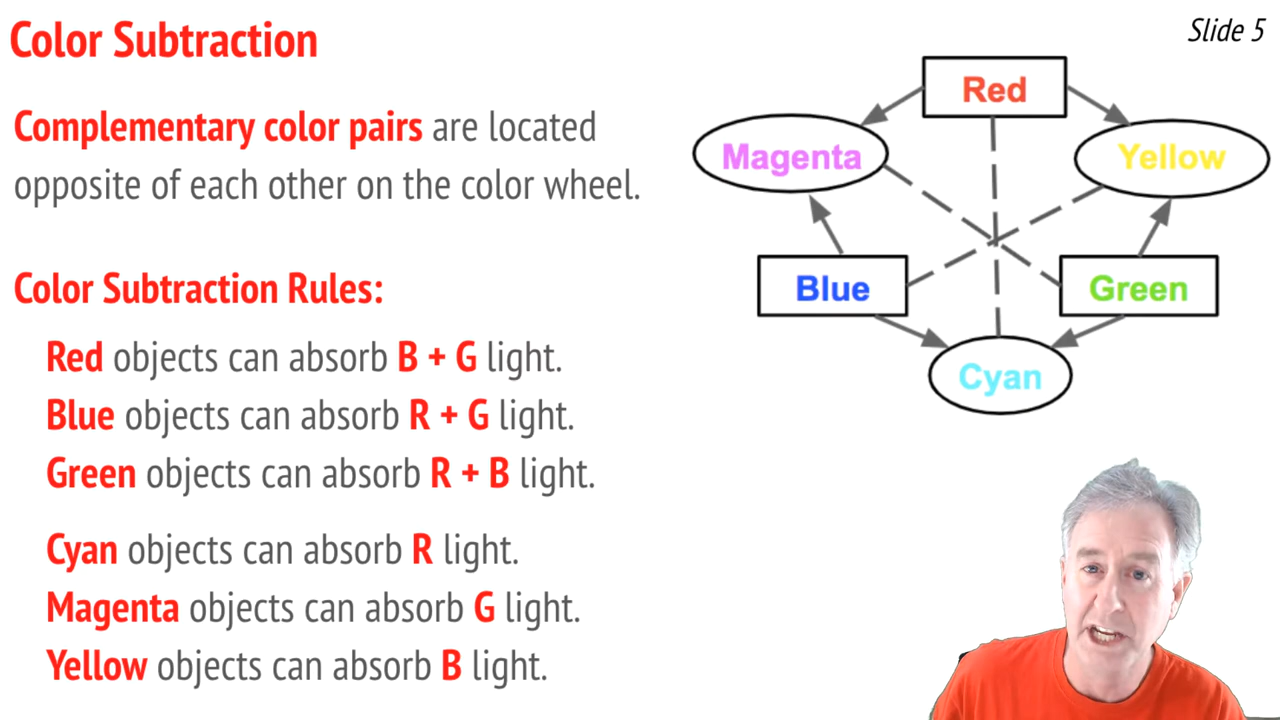 Color Subtraction
Slide 5
Complementary color pairs are located
opposite of each other on the color wheel.
Color Subtraction Rules:
Red objects can absorb B + G light.
Blue objects can absorb R + G light.
Green objects can absorb R + B light.
Cyan objects can absorb R light.
Magenta objects can absorb G light.
Yellow objects can absorb B light.
Red
Magenta
Yellow
Blue
Green
Cyan